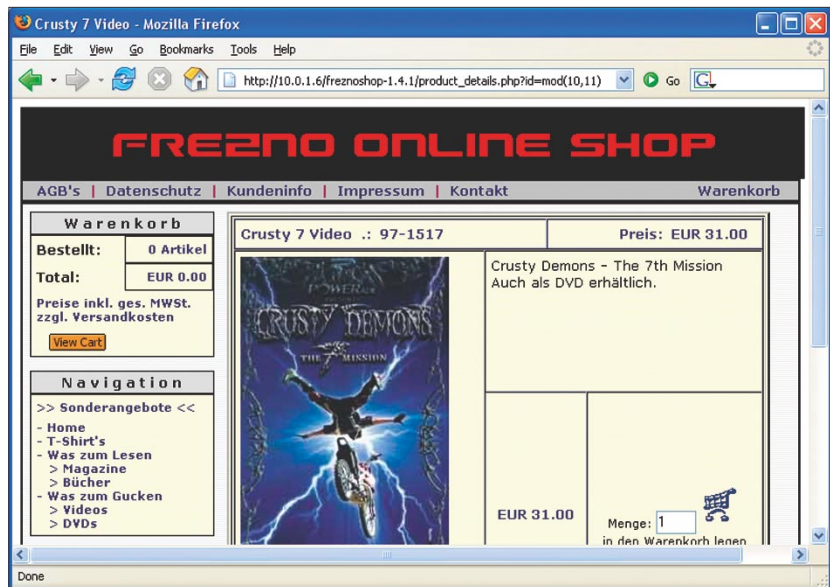 Crusty 7 Video - Mozilla Firefox
File Edit View Go Bookmarks Tools Help
http://10.0.1.6/freznoshop-1.4.1/product_details.php?id=mod(10,11) Go G
FREZNO ONLINE SHOP
AGB's | Datenschutz | Kundeninfo | Impressum | Kontakt Warenkorb
Warenkorb
Bestellt: 0 Artikel
Total: EUR 0.00
Preise inkl. ges. MWSt.
zzgl. Versandkosten
View Cart
Navigation
>> Sonderangebote <<
- Home
- T-Shirt's
- Was zum Lesen
> Magazine
> Bücher
- Was zum Gucken
> Videos
> DVDs
Crusty 7 Video .: 97-1517 Preis: EUR 31.00
CRUSTY DEMONS
THE 7th MISSION
Crusty Demons - The 7th Mission
Auch als DVD erhältlich.
EUR 31.00
Menge: 1
in den Warenkorb legen
Done